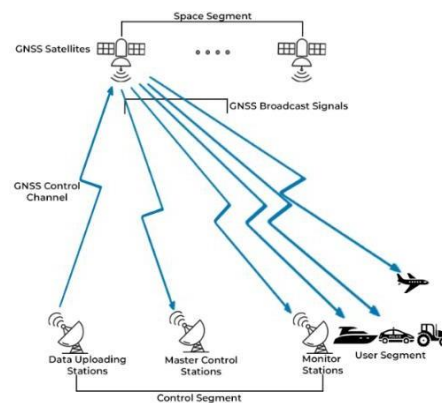 Space Segment
GNSS Satellites
GNSS Broadcast Signals
GNSS Control
Channel
Data Uploading
Stations
Master Control
Stations
Monitor
Stations
User Segment
Control Segment